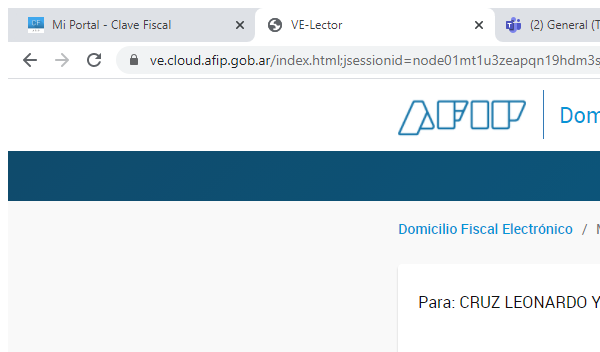 Mi Portal - Clave Fiscal
VE-Lector
(2) General (T
ve.cloud.afip.gob.ar/index.html;jsessionid=node01mt1u3zeapqn19hdm3s
AFIP
Dom
Domicilio Fiscal Electrónico / N
Para: CRUZ LEONARDO Y